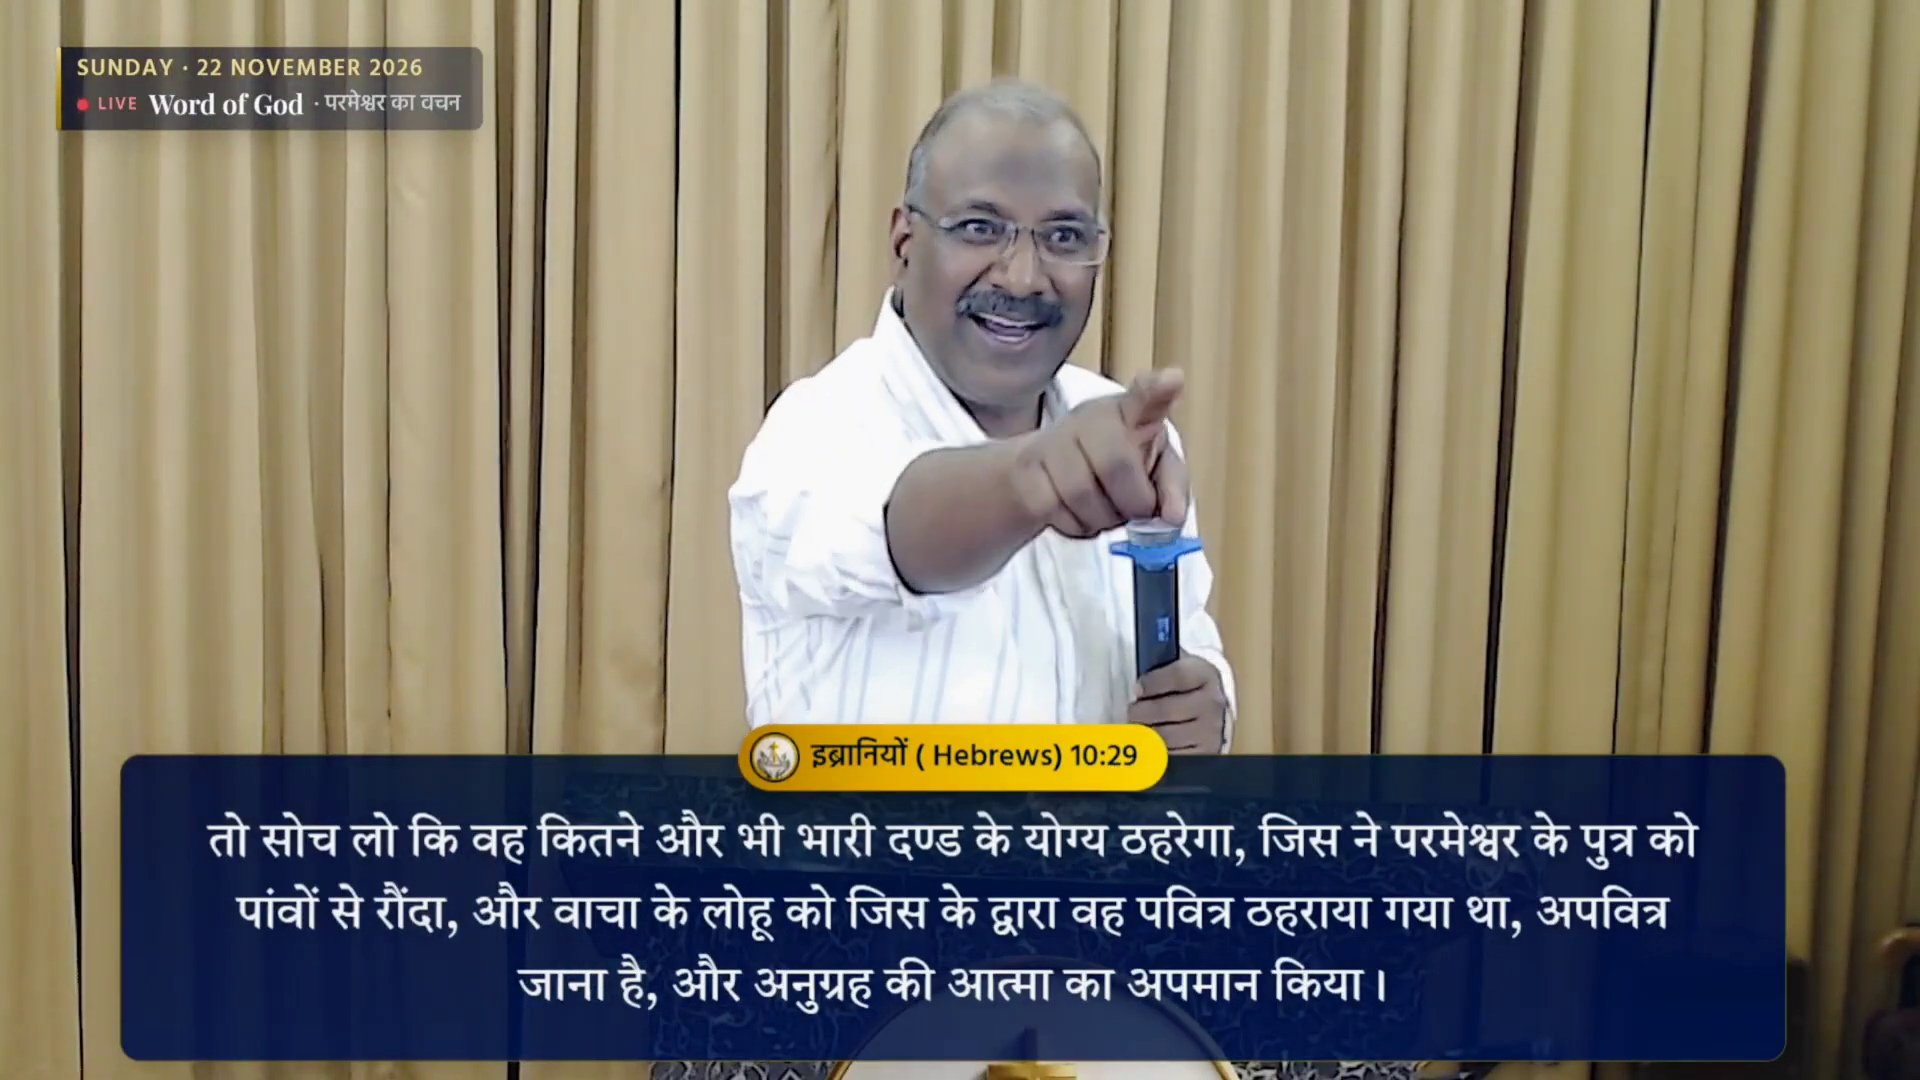 SUNDAY · 22 NOVEMBER 2026
LIVE Word of God · परमेश्वर का वचन
इब्रानियों ( Hebrews) 10:29
तो सोच लो कि वह कितने और भी भारी दण्ड के योग्य ठहरेगा, जिस ने परमेश्वर के पुत्र को
पांवों से रौंदा, और वाचा के लोहू को जिस के द्वारा वह पवित्र ठहराया गया था, अपवित्र
जाना है, और अनुग्रह की आत्मा का अपमान किया।